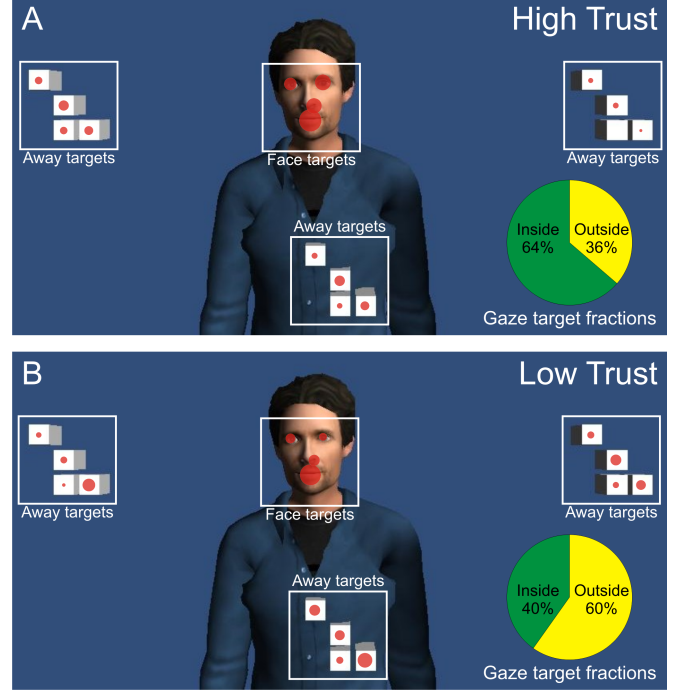 A
High Trust
Away targets
Face targets
Away targets
Away targets
Inside
64%
Outside
36%
Gaze target fractions
B
Low Trust
Away targets
Face targets
Away targets
Away targets
Inside
40%
Outside
60%
Gaze target fractions